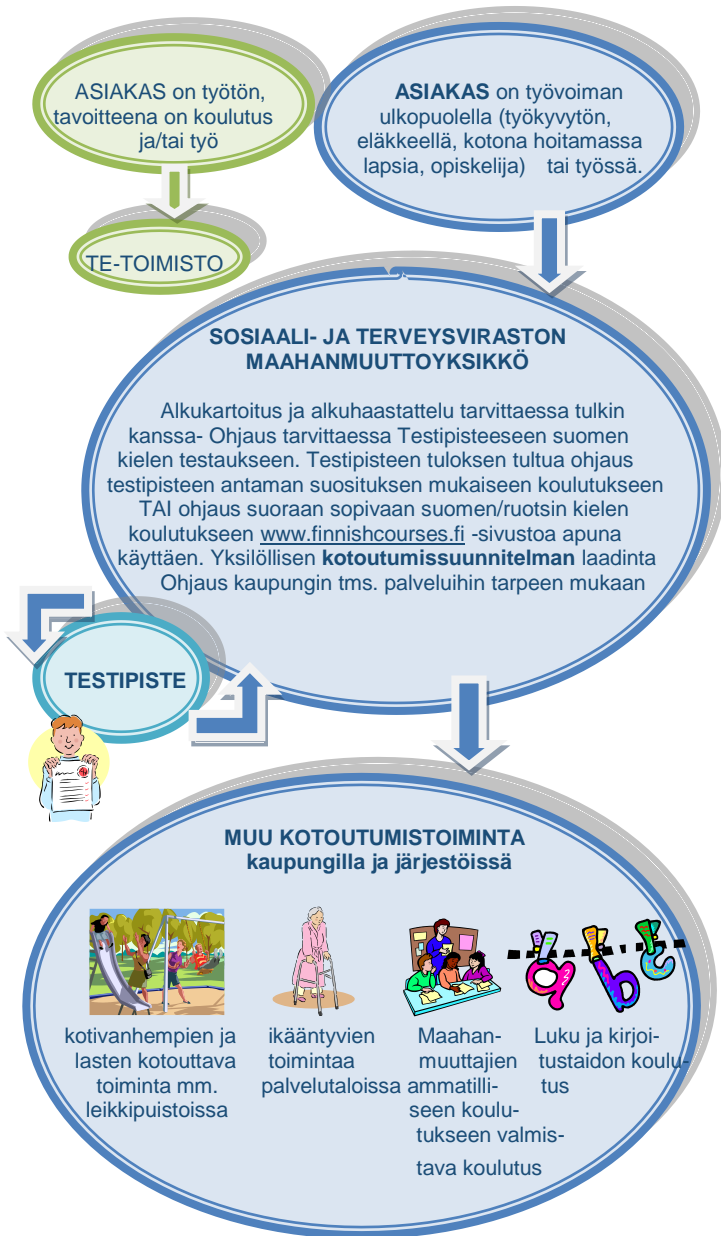 ASIAKAS on työtön,
tavoitteena on koulutus
ja/tai työ
ASIAKAS on työvoiman
ulkopuolella (työkyvytön,
eläkkeellä, kotona hoitamassa
lapsia, opiskelija) tai työssä.
TE-TOIMISTO
SOSIAALI- JA TERVEYSVIRASTON
MAAHANMUUTTOYKSIKKÖ
Alkukartoitus ja alkuhaastattelu tarvittaessa tulkin
kanssa- Ohjaus tarvittaessa Testipisteeseen suomen
kielen testaukseen. Testipisteen tuloksen tultua ohjaus
testipisteen antaman suosituksen mukaiseen koulutukseen
TAI ohjaus suoraan sopivaan suomen/ruotsin kielen
koulutukseen www.finnishcourses.fi -sivustoa apuna
käyttäen. Yksilöllisen kotoutumissuunnitelman laadinta
Ohjaus kaupungin tms. palveluihin tarpeen mukaan
TESTIPISTE
MUU KOTOUTUMISTOIMINTA
kaupungilla ja järjestöissä
a b c
kotivanhempien ja
lasten kotouttava
toiminta mm.
leikkipuistoissa
ikääntyvien
toimintaa
palvelutaloissa
Maahan-
muuttajien
ammatilli-
seen koulu-
tukseen valmis-
tava koulutus
Luku ja kirjoi-
tustaidon koulu-
tus